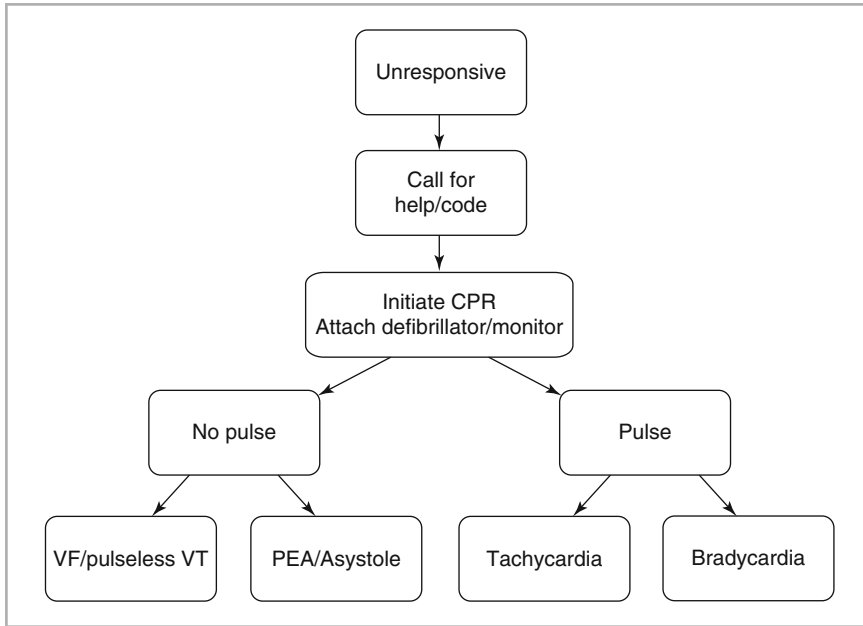 Unresponsive
Call for
help/code
Initiate CPR
Attach defibrillator/monitor
No pulse
Pulse
VF/pulseless VT
PEA/Asystole
Tachycardia
Bradycardia